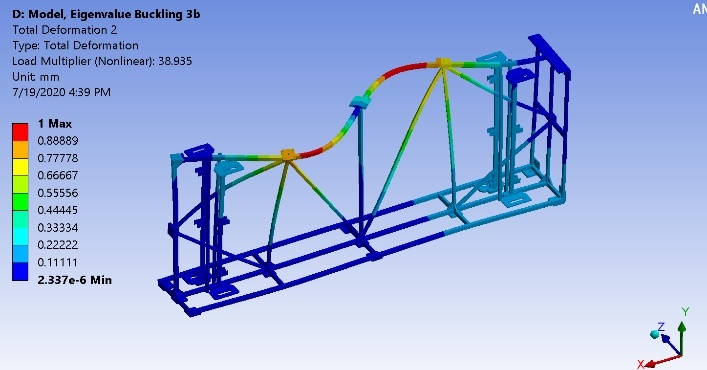 D: Model, Eigenvalue Buckling 3b
AN
Total Deformation 2
Type: Total Deformation
Load Multiplier (Nonlinear): 38.935
Unit: mm
7/19/2020 4:39 PM
1 Max
0.88889
0.77778
0.66667
0.55556
0.44445
0.33334
0.22222
0.11111
2.337e-6 Min
Y
Z
X